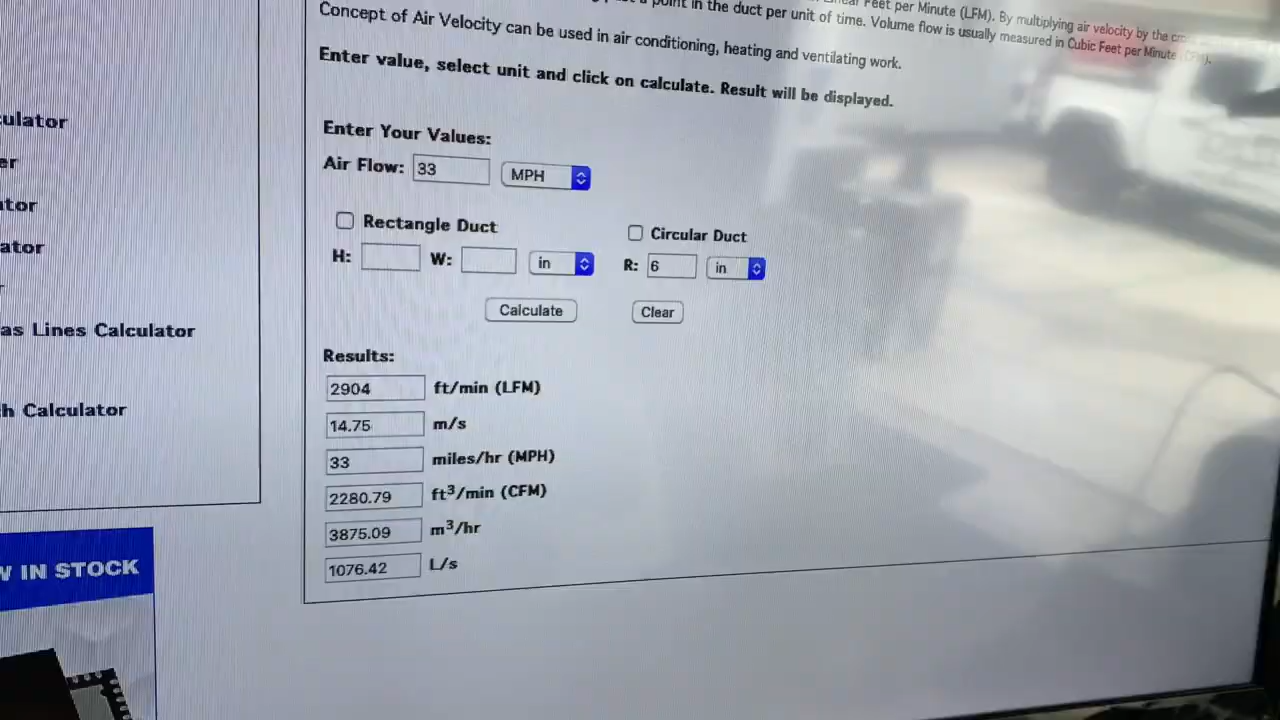 point in the duct per unit of time. Volume flow is usually measured in Cubic Feet per Minute
Feet per Minute (LFM). By multiplying air velocity by the
Concept of Air Velocity can be used in air conditioning, heating and ventilating work.
Enter value, select unit and click on calculate. Result will be displayed.
Enter Your Values:
Air Flow: 33 MPH
Rectangle Duct
Circular Duct
H: W: in
R: 6 in
Calculate
Clear
Results:
2904 ft/min (LFM)
14.75 m/s
33 miles/hr (MPH)
2280.79 ft³/min (CFM)
3875.09 m³/hr
1076.42 L/s
ulator
er
tor
ator
as Lines Calculator
h Calculator
IN STOCK